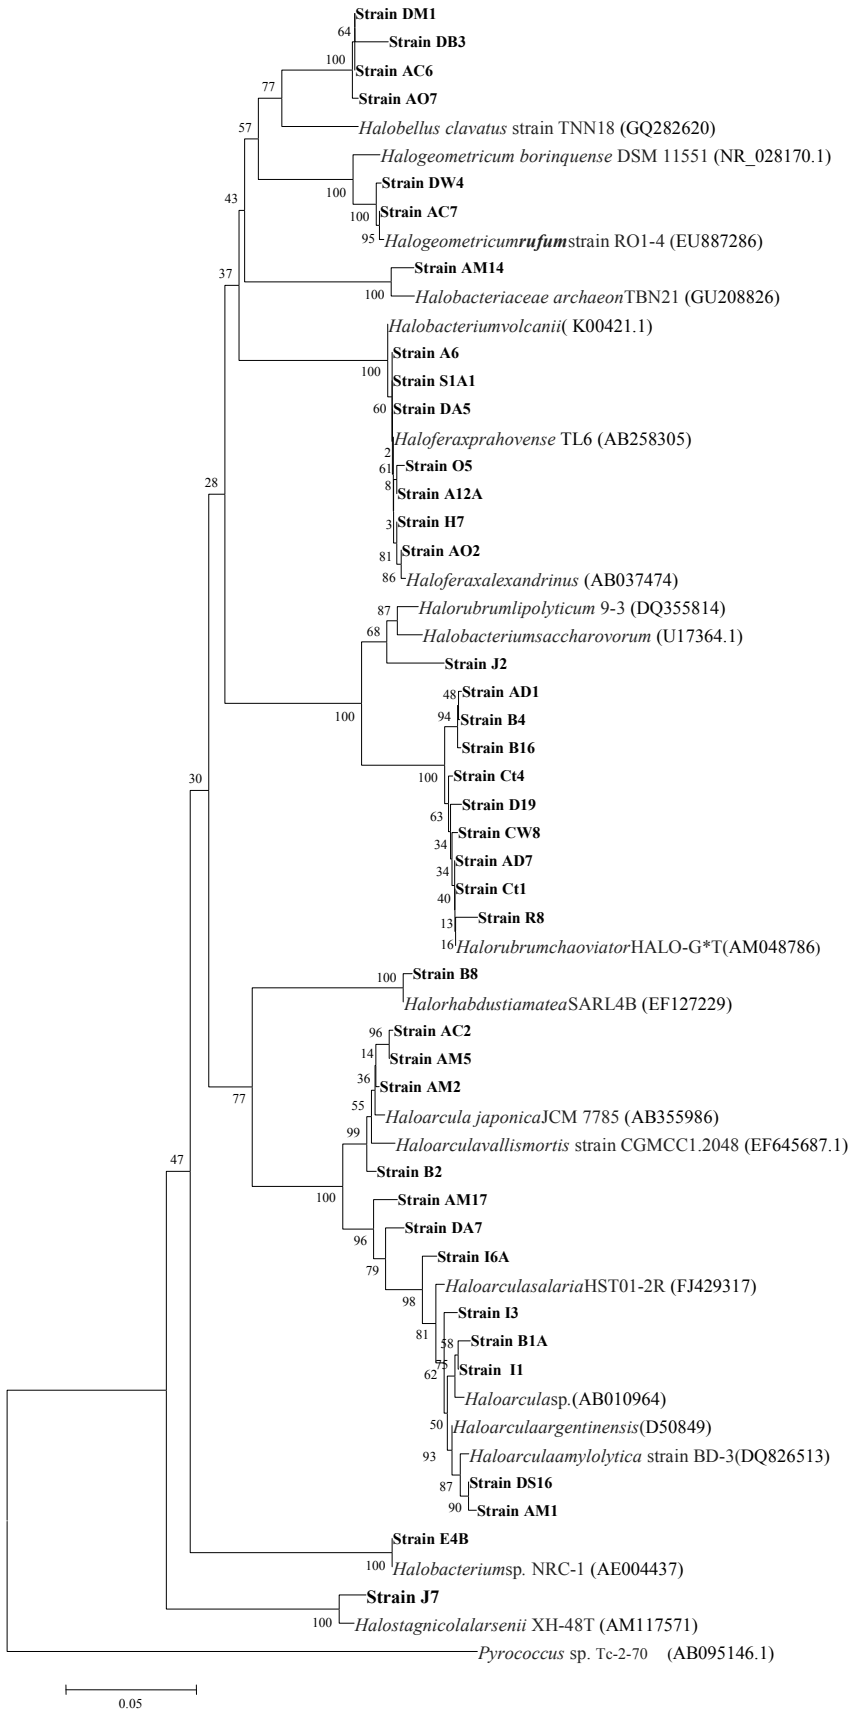 Strain DM1
64
Strain DB3
100
Strain AC6
77
Strain AO7
57
Halobellus clavatus strain TNN18 (GQ282620)
Halogeometricum borinquense DSM 11551 (NR_028170.1)
Strain DW4
100
43
100
Strain AC7
95
Halogeometricumrufumstrain RO1-4 (EU887286)
Strain AM14
37
100
Halobacteriaceae archaeonTBN21 (GU208826)
Halobacteriumvolcanii( K00421.1)
Strain A6
100
Strain S1A1
60
Strain DA5
Haloferaxprahovense TL6 (AB258305)
2
61
Strain O5
28
8
Strain A12A
3
Strain H7
81
Strain AO2
86
Haloferaxalexandrinus (AB037474)
87
Halorubrumlipolyticum 9-3 (DQ355814)
68
Halobacteriumsaccharovorum (U17364.1)
Strain J2
48
Strain AD1
100
94
Strain B4
Strain B16
30
100
Strain Ct4
63
Strain D19
34
Strain CW8
34
Strain AD7
40
Strain Ct1
13
Strain R8
16
HalorubrumchaoviatorHALO-G*T(AM048786)
100
Strain B8
HalorhabdustiamateaSARL4B (EF127229)
96
Strain AC2
14
Strain AM5
36
Strain AM2
77
55
Haloarcula japonicaJCM 7785 (AB355986)
99
Haloarculavallismortis strain CGMCC1.2048 (EF645687.1)
47
Strain B2
100
Strain AM17
96
Strain DA7
79
Strain I6A
98
HaloarculasalariaHST01-2R (FJ429317)
81
Strain I3
58
Strain B1A
75
62
Strain I1
Haloarculasp.(AB010964)
50
Haloarculaargentinensis(D50849)
93
Haloarculaamylolytica strain BD-3(DQ826513)
87
Strain DS16
90
Strain AM1
Strain E4B
100
Halobacteriumsp. NRC-1 (AE004437)
Strain J7
100
Halostagnicolalarsenii XH-48T (AM117571)
Pyrococcus sp. Tc-2-70 (AB095146.1)
0.05